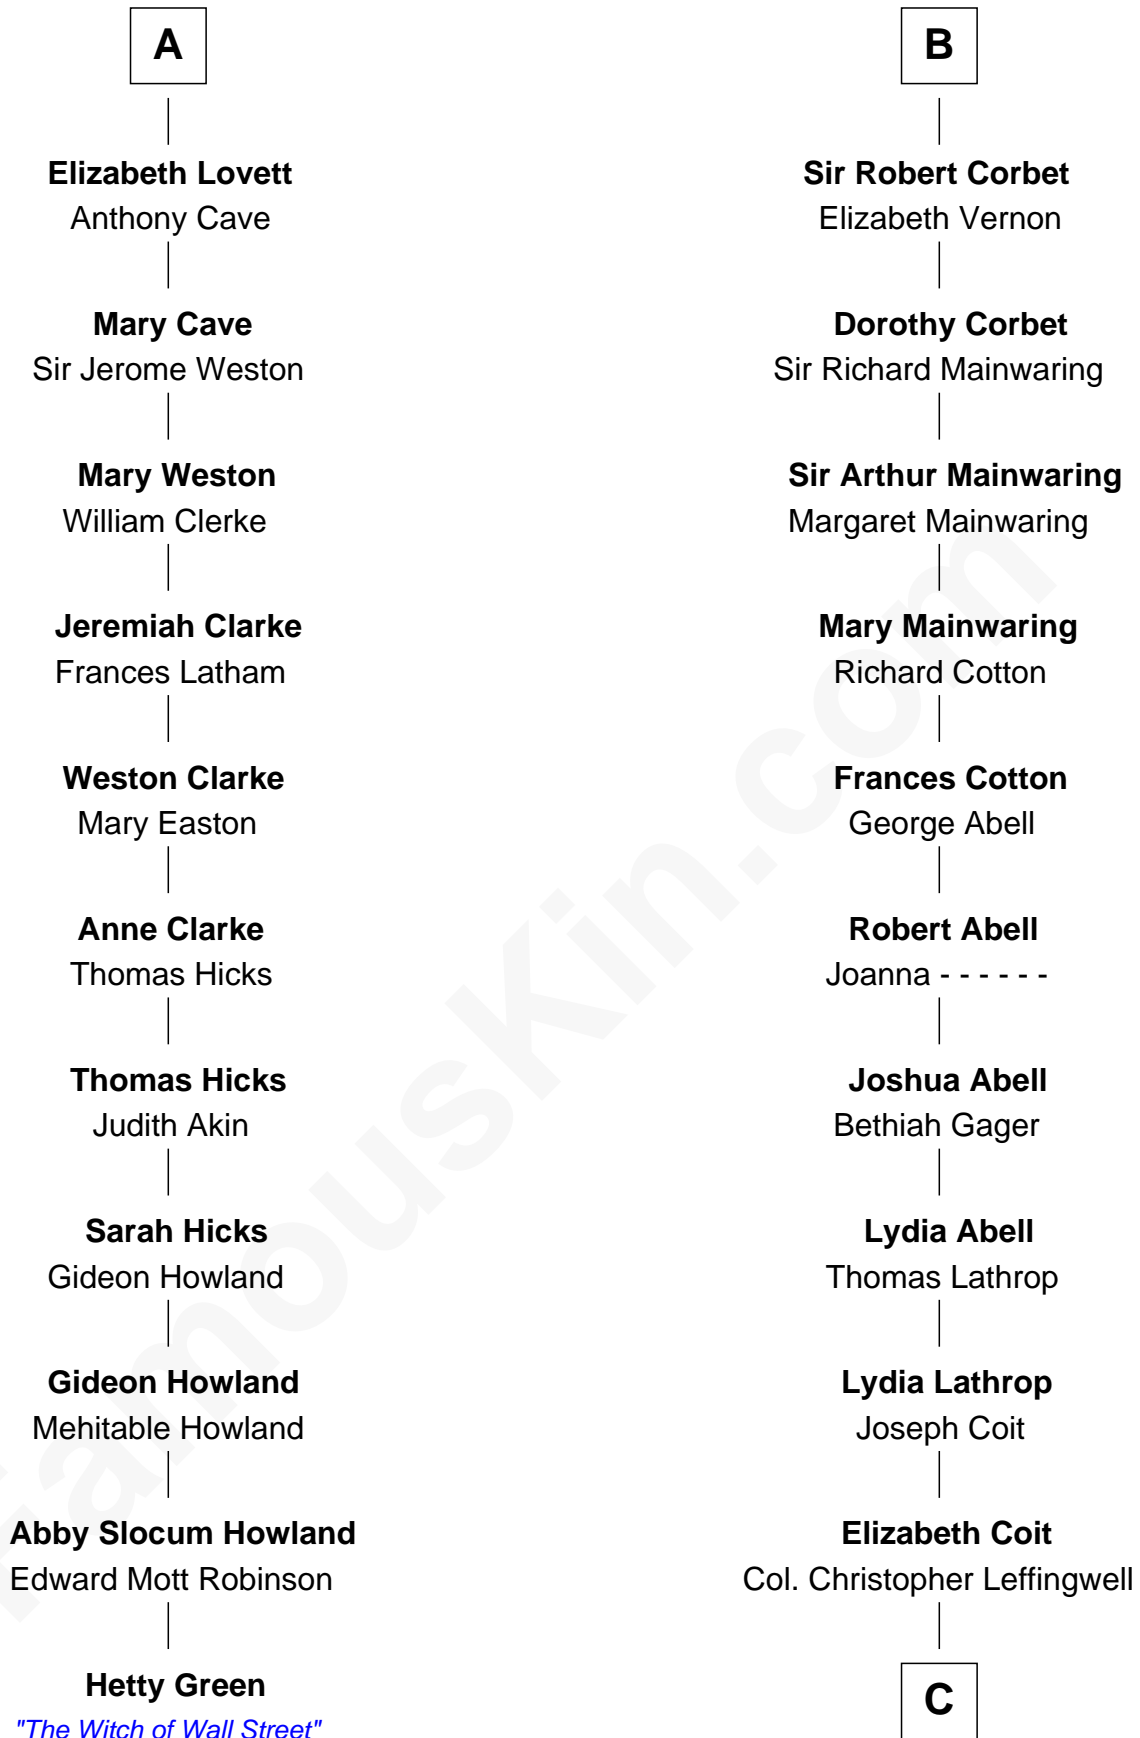 A
Elizabeth Lovett
Anthony Cave
Mary Cave
Sir Jerome Weston
Mary Weston
William Clerke
Jeremiah Clarke
Frances Latham
Weston Clarke
Mary Easton
Anne Clarke
Thomas Hicks
Thomas Hicks
Judith Akin
Sarah Hicks
Gideon Howland
Gideon Howland
Mehitable Howland
Abby Slocum Howland
Edward Mott Robinson
Hetty Green
"The Witch of Wall Street"
B
Sir Robert Corbet
Elizabeth Vernon
Dorothy Corbet
Sir Richard Mainwaring
Sir Arthur Mainwaring
Margaret Mainwaring
Mary Mainwaring
Richard Cotton
Frances Cotton
George Abell
Robert Abell
Joanna - - - - - -
Joshua Abell
Bethiah Gager
Lydia Abell
Thomas Lathrop
Lydia Lathrop
Joseph Coit
Elizabeth Coit
Col. Christopher Leffingwell
C
FamousKin.com